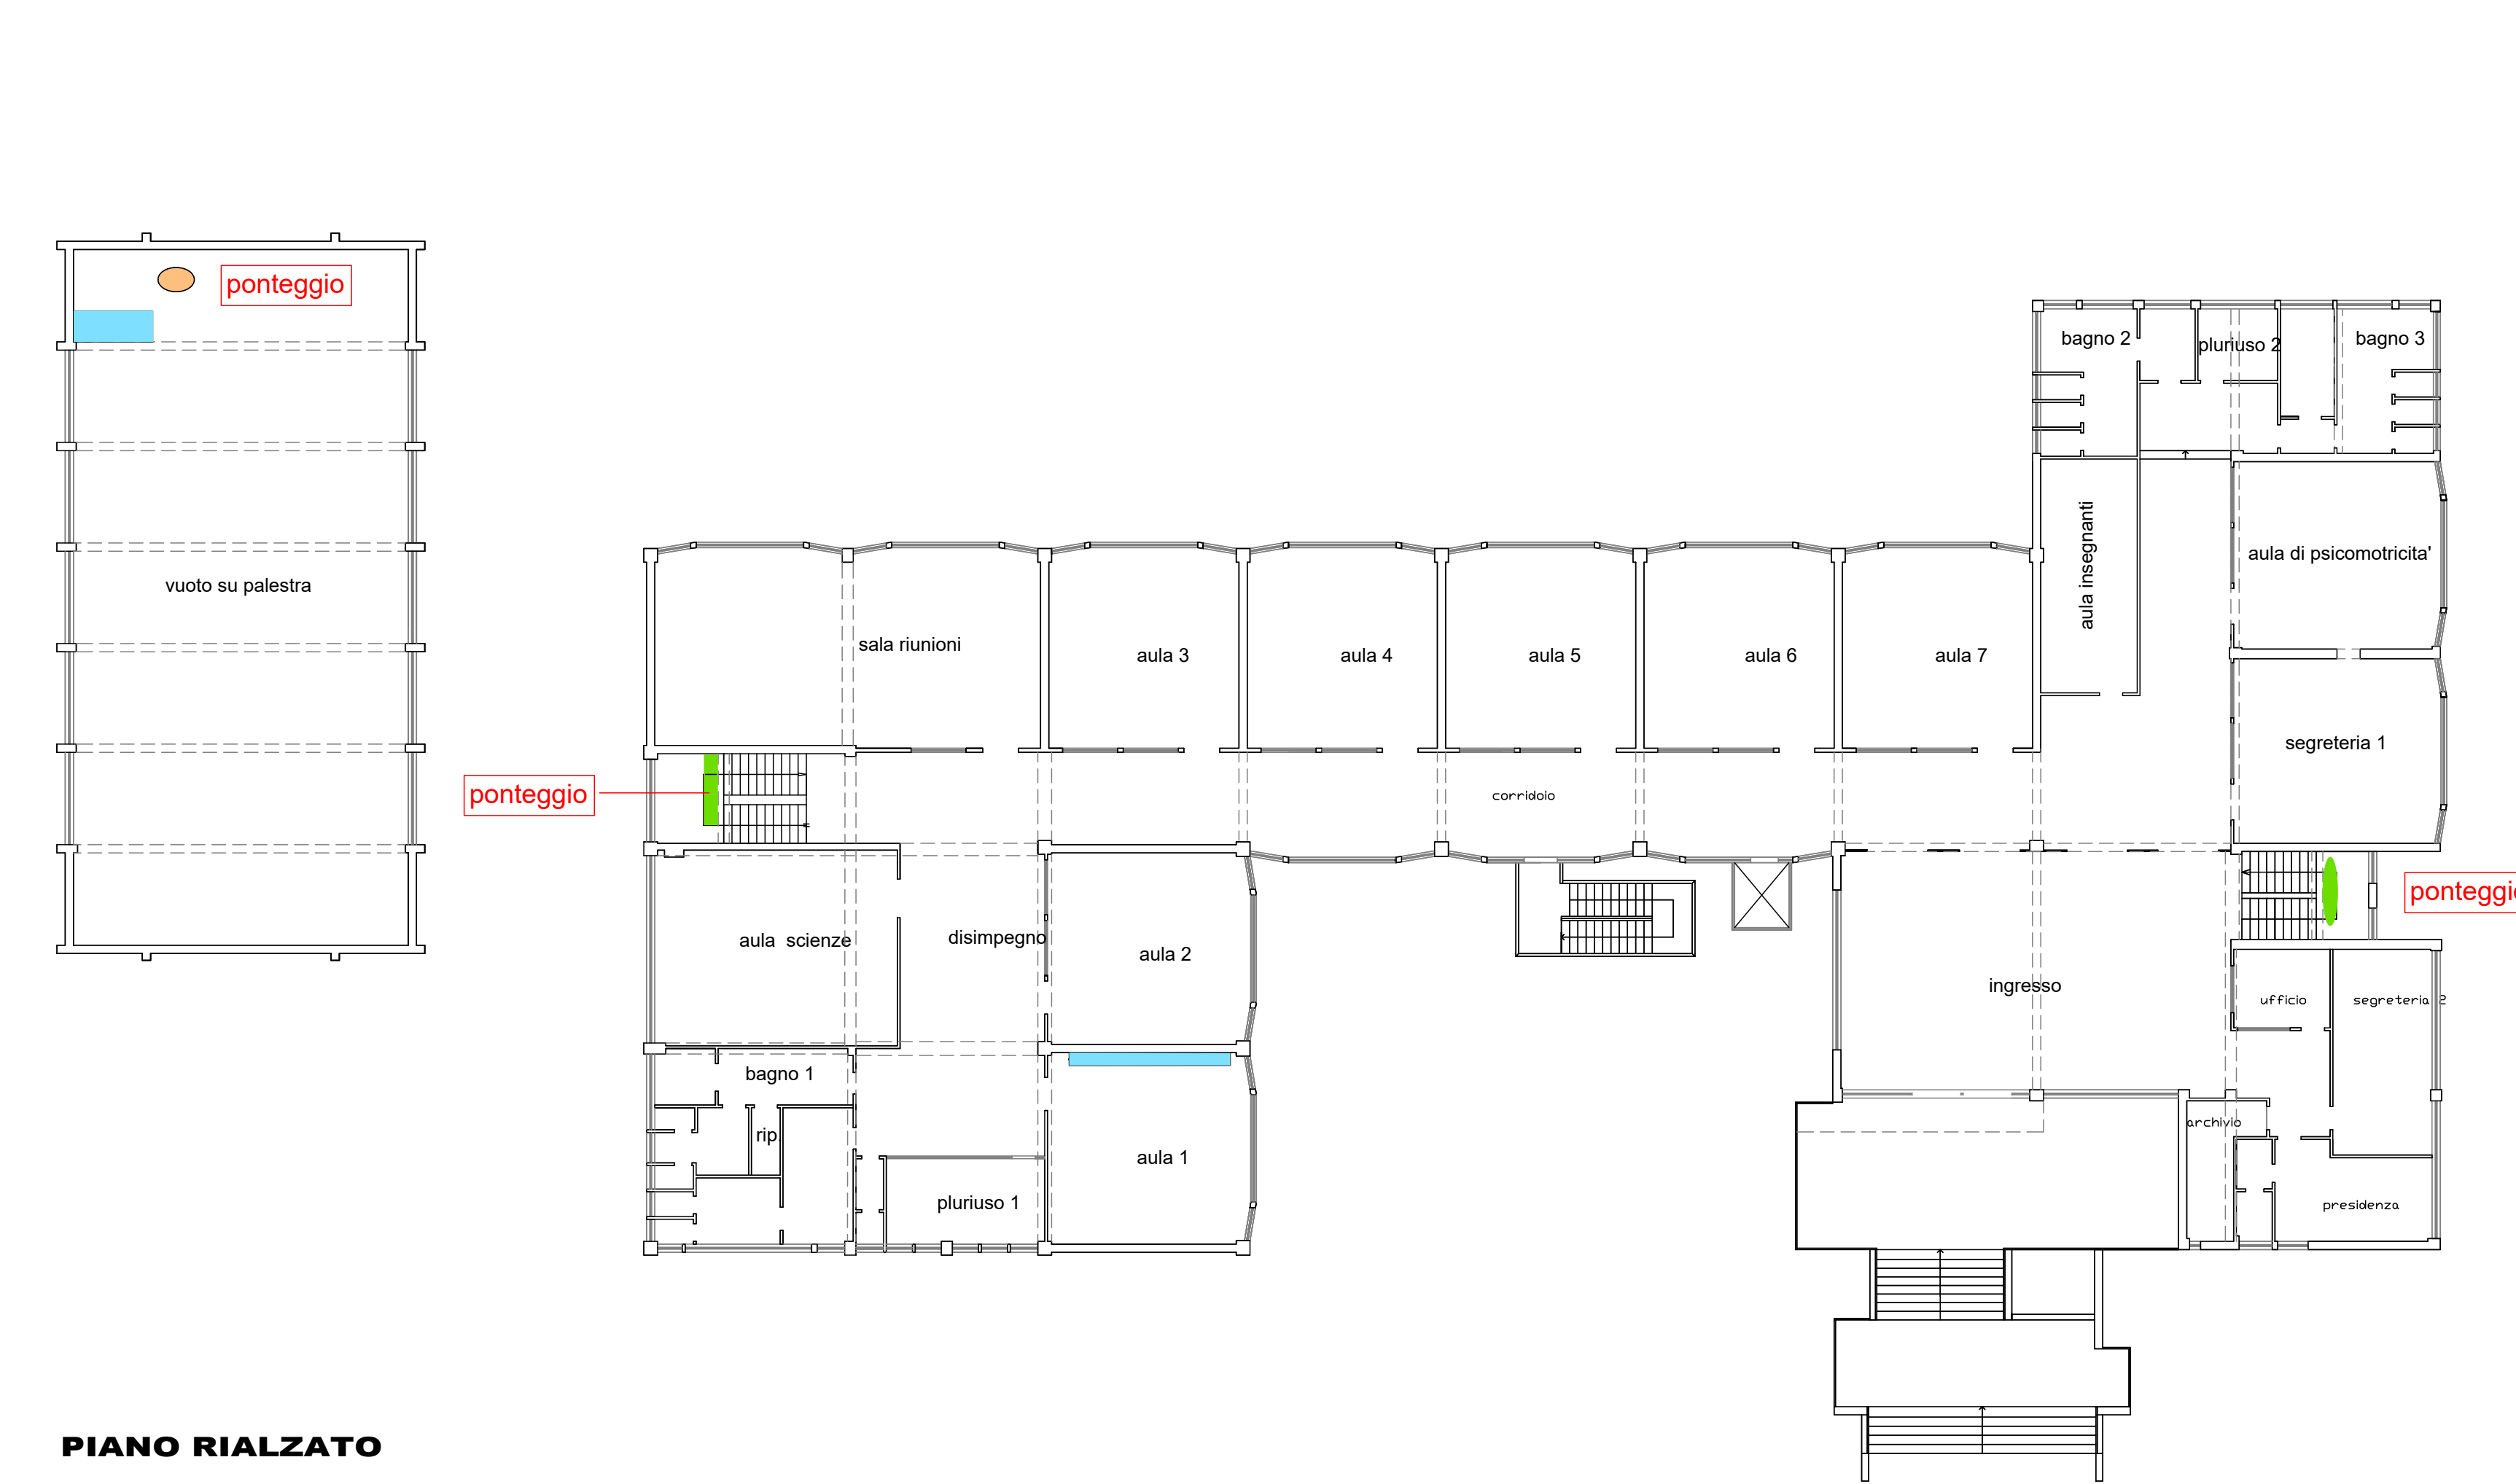 ponteggio
bagno 2
pluriuso 2
bagno 3
aula insegnanti
aula di psicomotricita'
vuoto su palestra
sala riunioni
aula 3
aula 4
aula 5
aula 6
aula 7
segreteria 1
ponteggio
corridoio
ponteggio
aula  scienze
disimpegno
aula 2
ingresso
ufficio
segreteria 2
bagno 1
rip.
archivio
aula 1
pluriuso 1
presidenza
PIANO RIALZATO